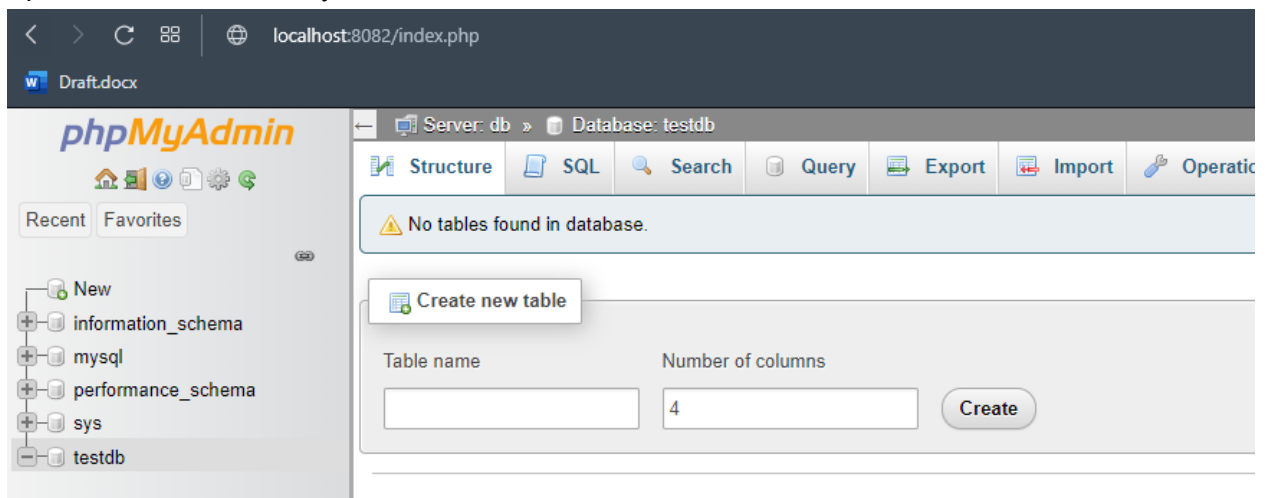 localhost:8082/index.php
Draft.docx
phpMyAdmin
Recent Favorites
New
information_schema
mysql
performance_schema
sys
testdb
Server: db » Database: testdb
Structure SQL Search Query Export Import Operatio
No tables found in database.
Create new table
Table name Number of columns
4 Create